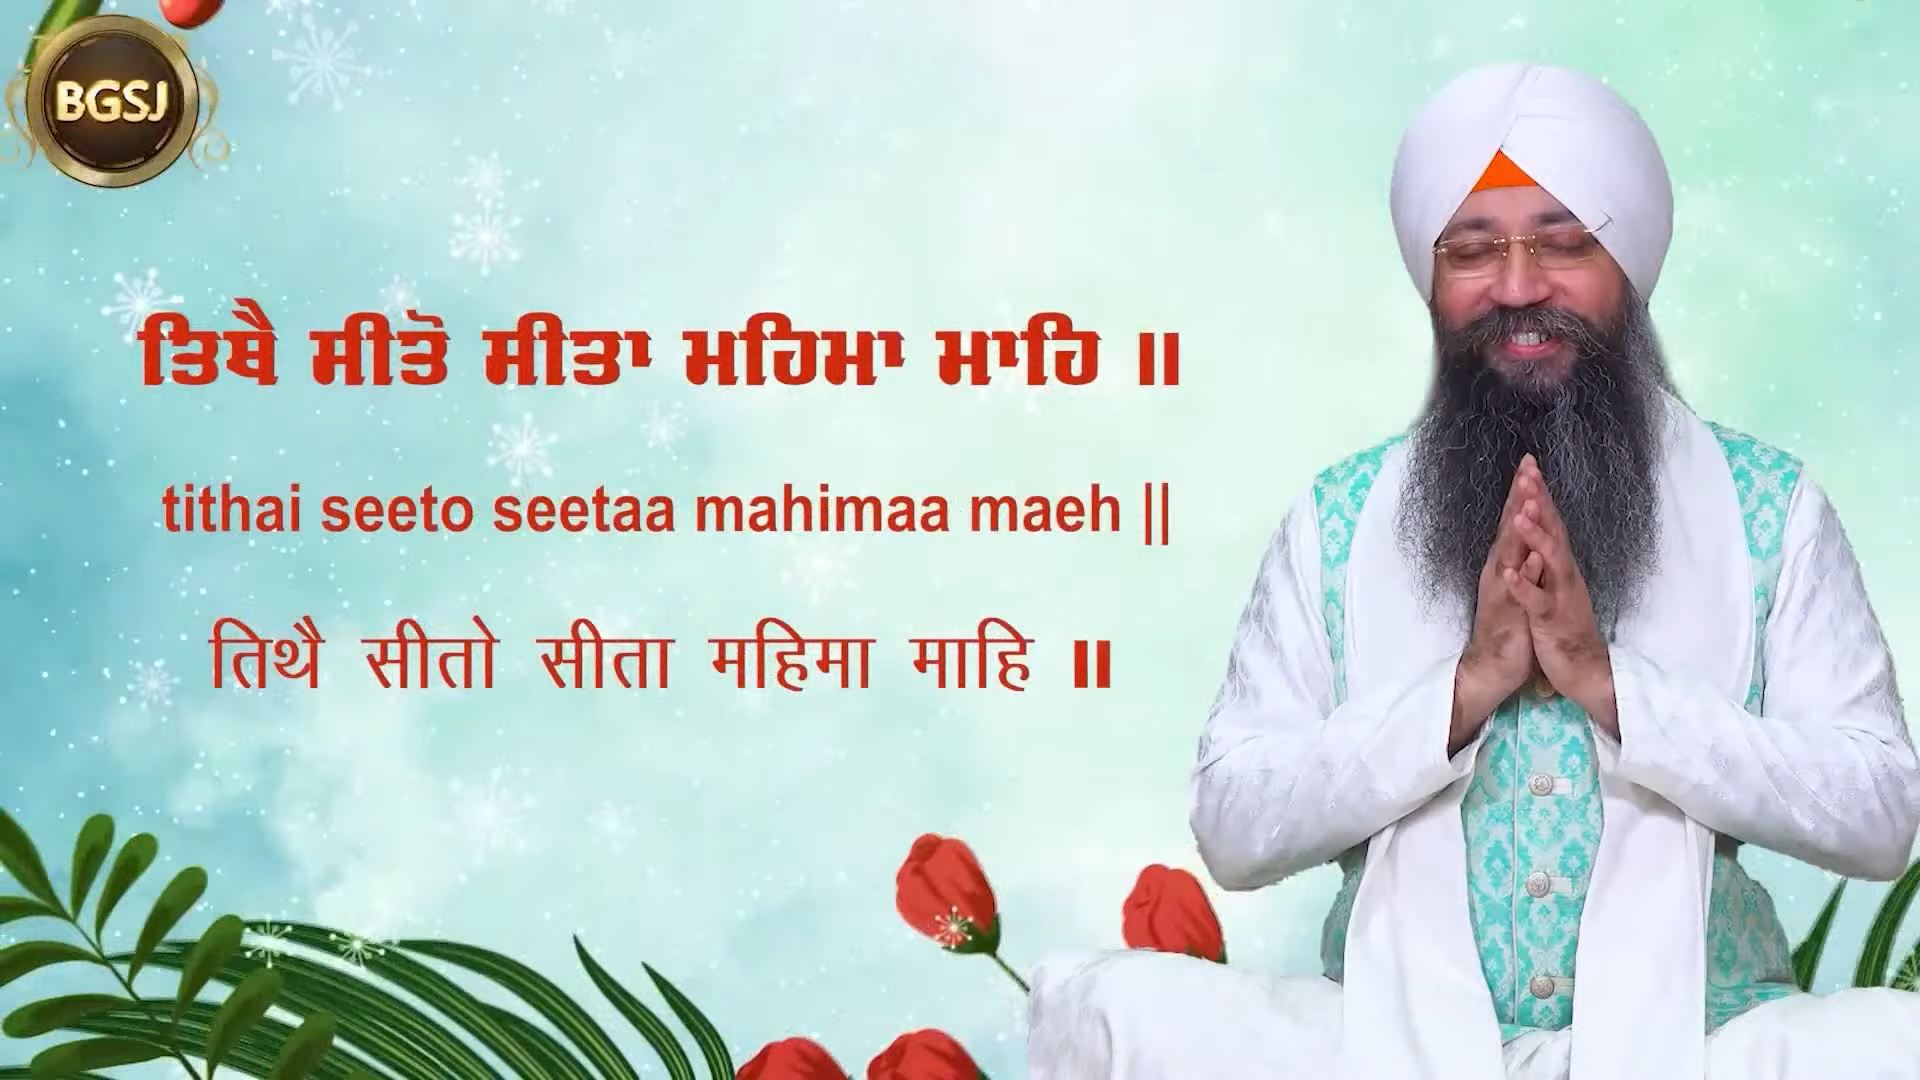 BGSJ
ਤਿਥੈ ਸੀਤੋ ਸੀਤਾ ਮਹਿਮਾ ਮਾਹਿ ॥
tithai seeto seetaa mahimaa maeh ||
तिथै सीतो सीता महिमा माहि ॥